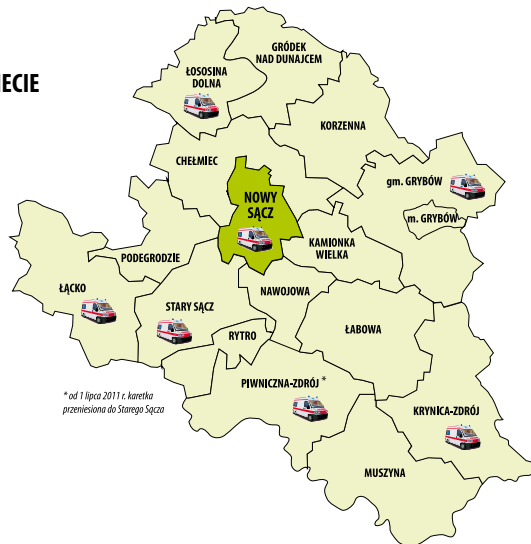 IECIE
GRÓDEK
NAD DUNAJCEM
ŁOSOSINA
DOLNA
KORZENNA
CHEŁMIEC
gm. GRYBÓW
NOWY
SĄCZ
m. GRYBÓW
KAMIONKA
WIELKA
PODEGRODZIE
ŁĄCKO
NAWOJOWA
STARY SĄCZ
ŁABOWA
RYTRO
PIWNICZNA-ZDRÓJ *
* od 1 lipca 2011 r. karetka
przeniesiona do Starego Sącza
KRYNICA-ZDRÓJ
MUSZYNA